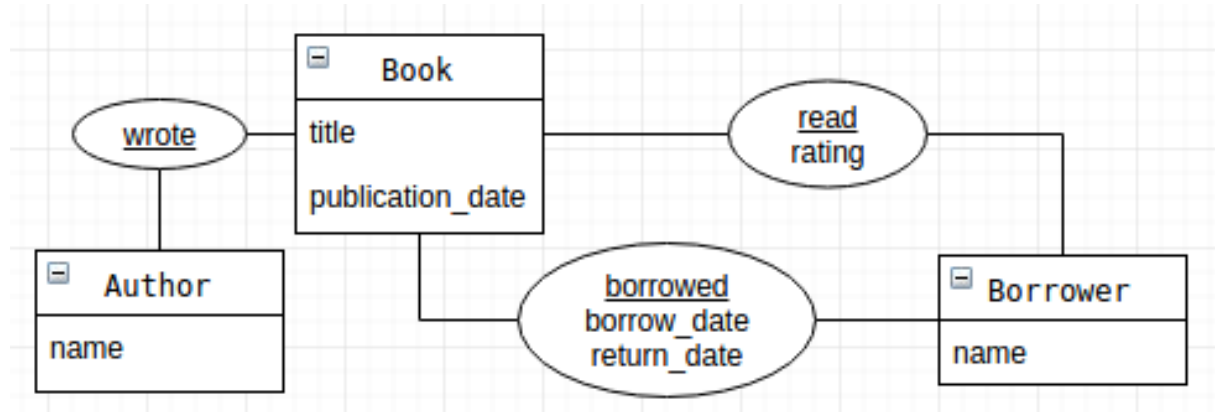 Book
title
publication_date
wrote
Author
name
read
rating
borrowed
borrow_date
return_date
Borrower
name